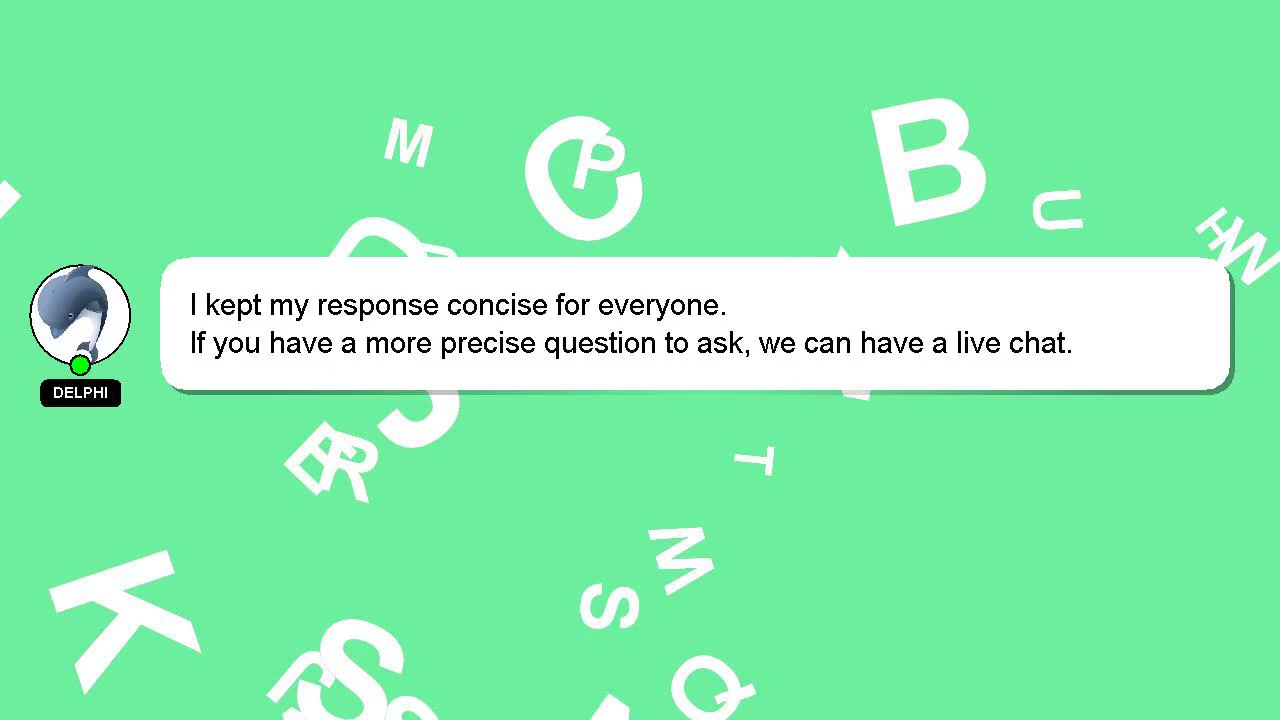 M
C
P
B
U
H
W
D
I kept my response concise for everyone.
If you have a more precise question to ask, we can have a live chat.
DELPHI
J
E
R
T
M
K
S
S
Q